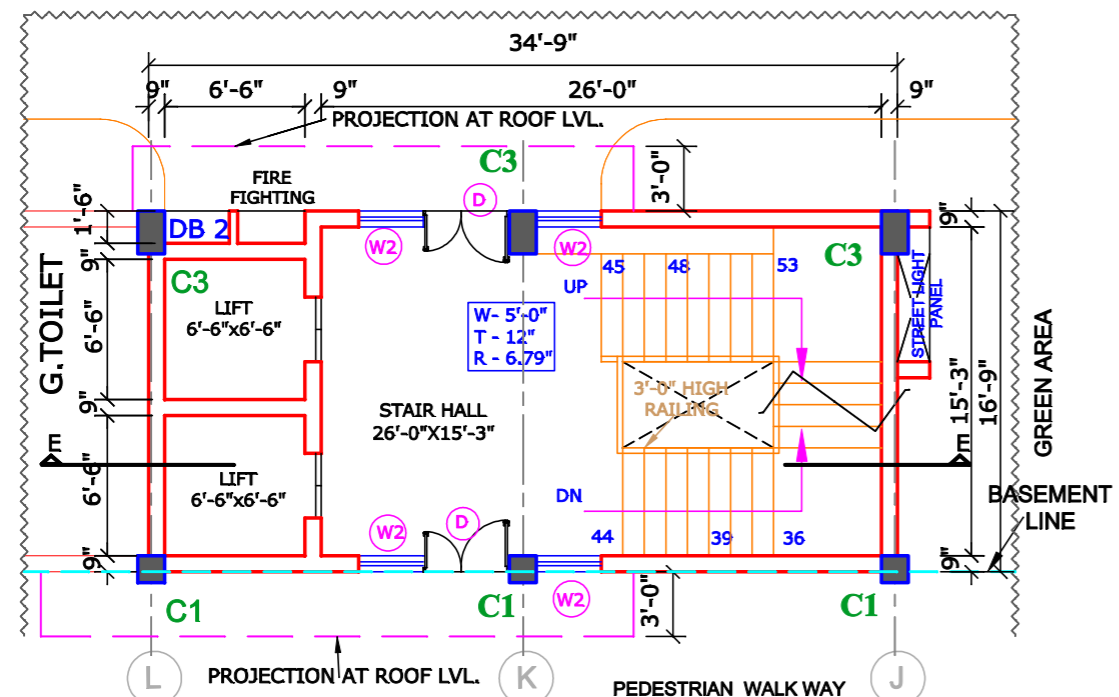 34'-9"
9"
6'-6"
9"
26'-0"
9"
PROJECTION AT ROOF LVL.
C3
FIRE
FIGHTING
D
3'-0"
1'-6"
DB 2
W2
W2
9"
9"
C3
C3
45
48
53
UP
G.TOILET
6'-6"
LIFT
6'-6"x6'-6"
W- 5'-0"
T - 12"
R - 6.79"
STREET LIGHT
PANEL
GREEN AREA
3'-0" HIGH
RAILING
9"
STAIR HALL
26'-0"X15'-3"
15'-3"
16'-9"
E
E
6'-6"
LIFT
6'-6"x6'-6"
DN
BASEMENT
LINE
W2
D
44
39
36
9"
9"
C1
C1
W2
3'-0"
C1
L
PROJECTION AT ROOF LVL.
K
PEDESTRIAN WALK WAY
J